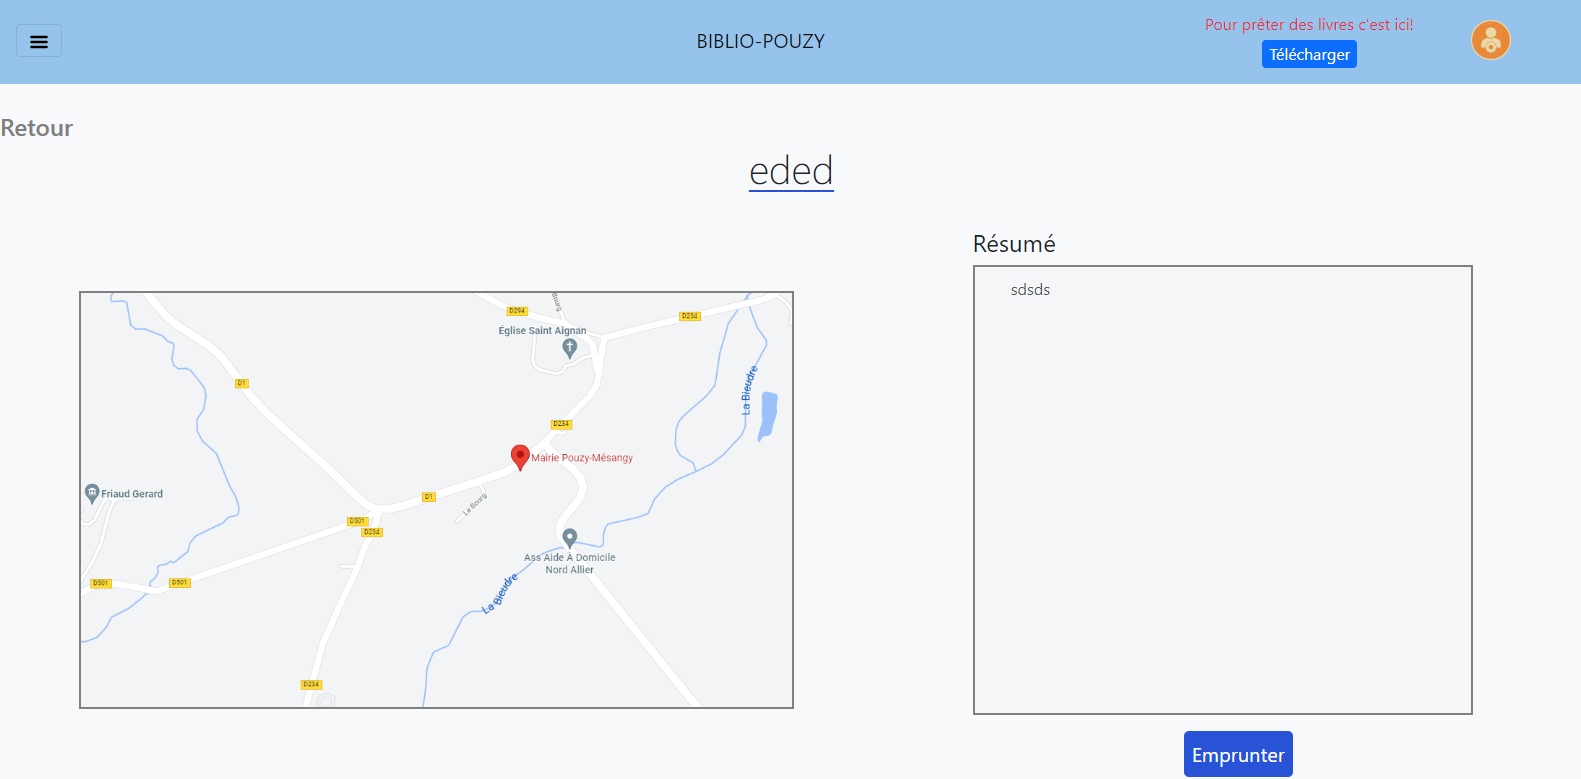 BIBLIO-POUZY
Pour prêter des livres c'est ici!
Télécharger
Retour
eded
Bourg
D294
D234
Église Saint Aignan
D1
La Bieudre
D234
Mairie Pouzy-Mésangy
Friaud Gerard
D1
Le Bourg
D501
D234
Ass Aide À Domicile
Nord Allier
D501
D501
La Bieudre
D234
Résumé
sdsds
Emprunter